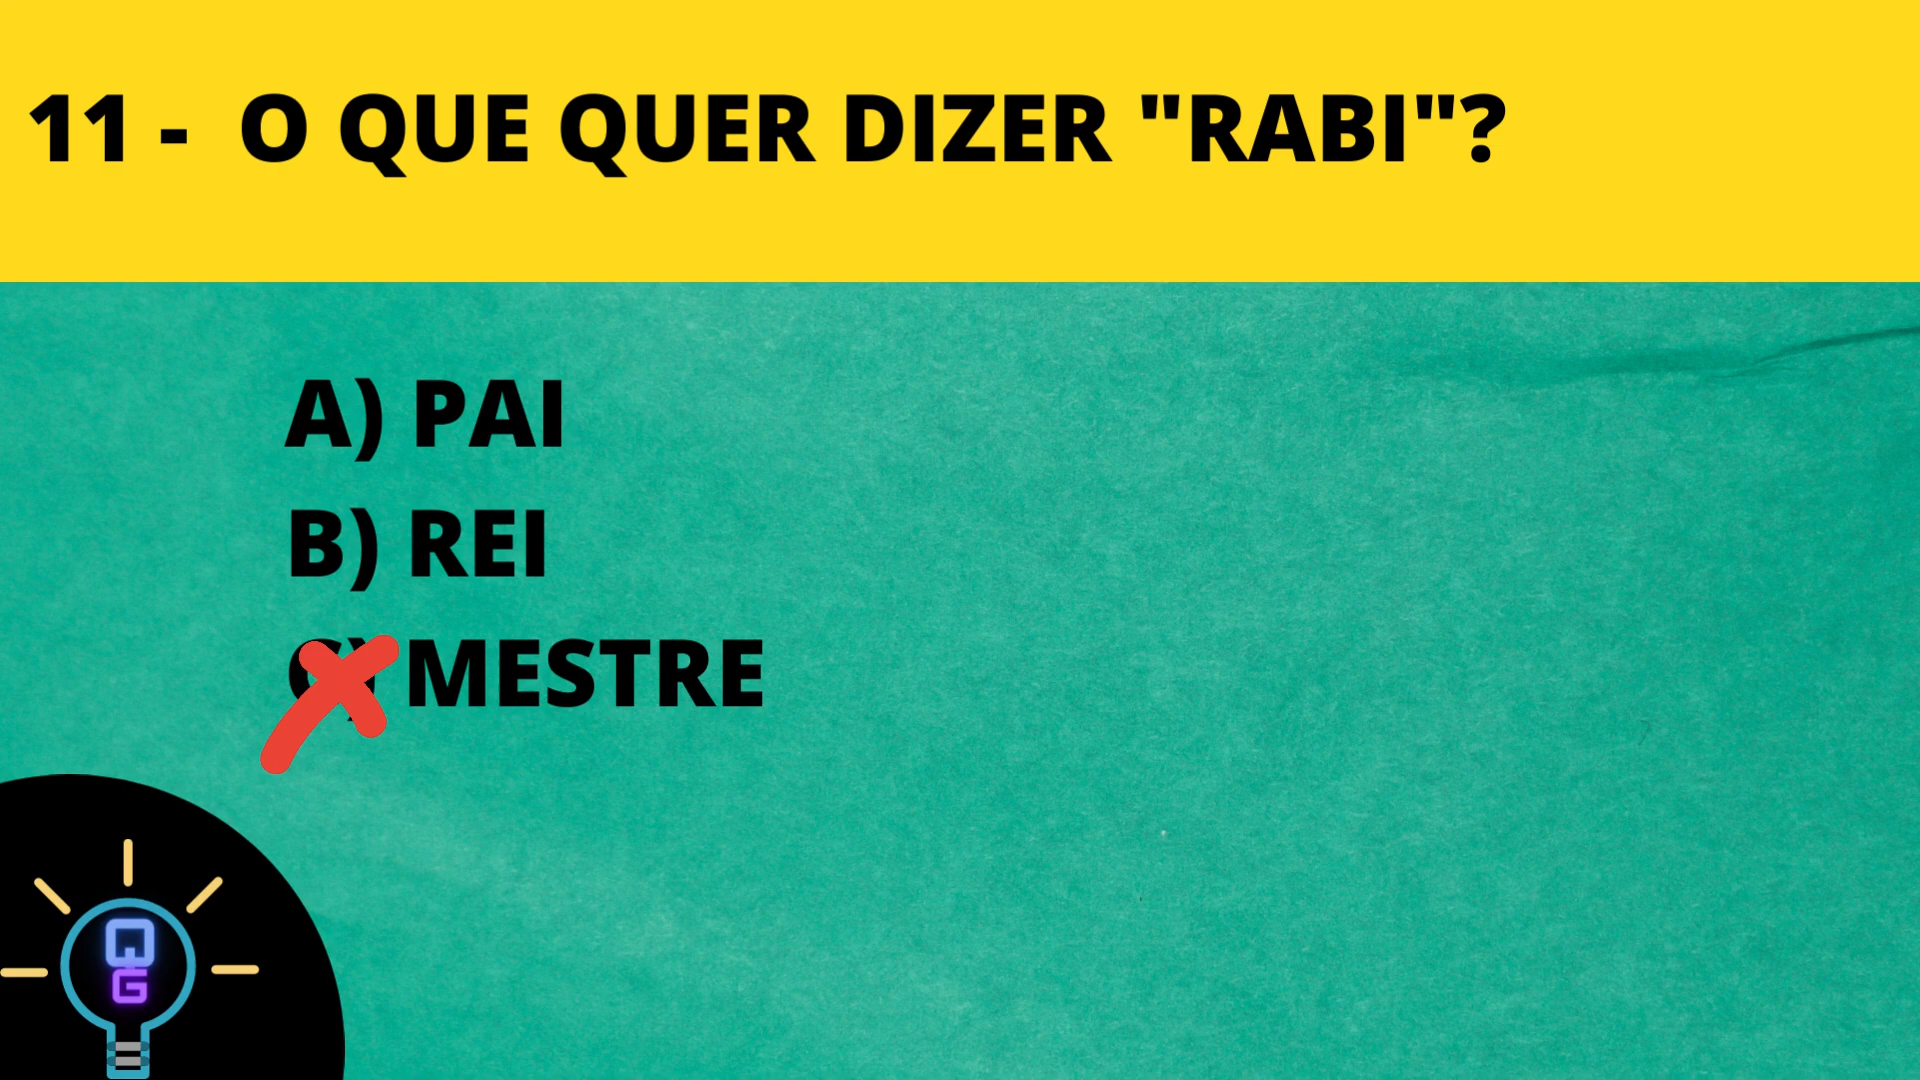 11 - O QUE QUER DIZER "RABI"?
A) PAI
B) REI
C) MESTRE
QG